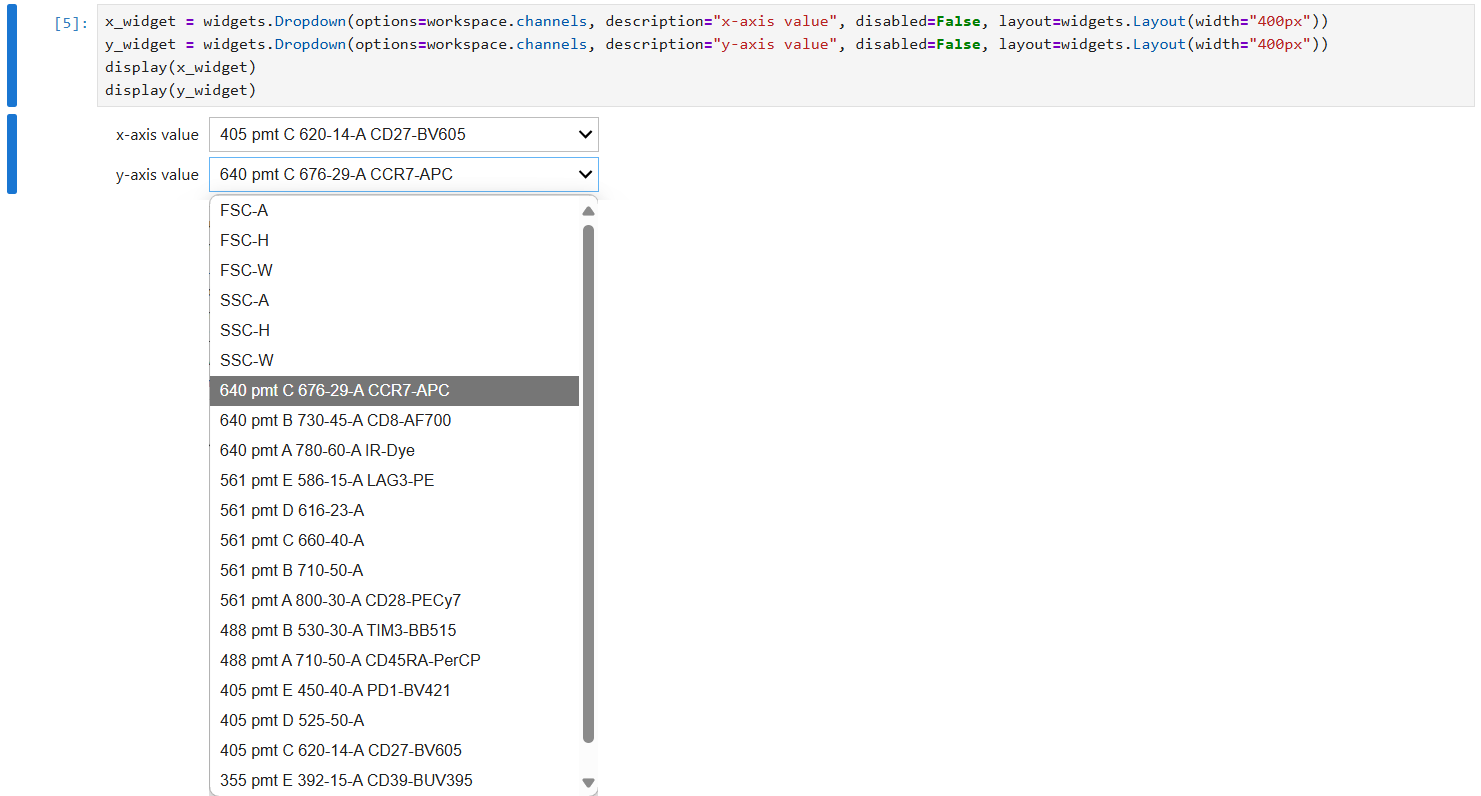 [5]:
x_widget = widgets.Dropdown(options=workspace.channels, description="x-axis value", disabled=False, layout=widgets.Layout(width="400px"))
y_widget = widgets.Dropdown(options=workspace.channels, description="y-axis value", disabled=False, layout=widgets.Layout(width="400px"))
display(x_widget)
display(y_widget)
x-axis value 405 pmt C 620-14-A CD27-BV605
y-axis value 640 pmt C 676-29-A CCR7-APC
FSC-A
FSC-H
FSC-W
SSC-A
SSC-H
SSC-W
640 pmt C 676-29-A CCR7-APC
640 pmt B 730-45-A CD8-AF700
640 pmt A 780-60-A IR-Dye
561 pmt E 586-15-A LAG3-PE
561 pmt D 616-23-A
561 pmt C 660-40-A
561 pmt B 710-50-A
561 pmt A 800-30-A CD28-PECy7
488 pmt B 530-30-A TIM3-BB515
488 pmt A 710-50-A CD45RA-PerCP
405 pmt E 450-40-A PD1-BV421
405 pmt D 525-50-A
405 pmt C 620-14-A CD27-BV605
355 pmt E 392-15-A CD39-BUV395